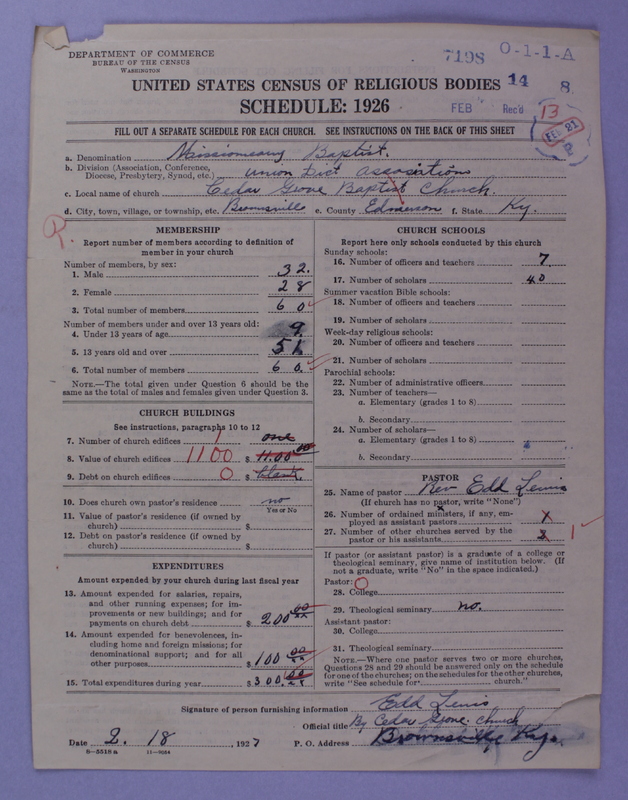 DEPARTMENT OF COMMERCE
BUREAU OF THE CENSUS
WASHINGTON
7198 O-1-1-A
UNITED STATES CENSUS OF RELIGIOUS BODIES 14 8
SCHEDULE: 1926
FEB Rec'd 13
FEB 21
P.
FILL OUT A SEPARATE SCHEDULE FOR EACH CHURCH. SEE INSTRUCTIONS ON THE BACK OF THIS SHEET
a. Denomination Missionary Baptist.
b. Division (Association, Conference, Diocese, Presbytery, Synod, etc.) union Dict assosiations
c. Local name of church Cedar Grove Baptist Church.
d. City, town, village, or township, etc. Brownsville e. County Edmonson f. State Ky.
P.
MEMBERSHIP
Report number of members according to definition of
member in your church
Number of members, by sex:
1. Male 32.
2. Female 28
3. Total number of members 60
Number of members under and over 13 years old:
4. Under 13 years of age 9.
5. 13 years old and over 51
6. Total number of members 60.
NOTE.—The total given under Question 6 should be
same as the total of males and females given under Question 3.
CHURCH BUILDINGS
See instructions, paragraphs 10 to 12
7. Number of church edifices 1 one
8. Value of church edifices 1100 $ 11.00 00
9. Debt on church edifices 0 $ blank
10. Does church own pastor's residence no
Yes or No
11. Value of pastor's residence (if owned by
church) $
12. Debt on pastor's residence (if owned by
church) $
EXPENDITURES
Amount expended by your church during last fiscal year
13. Amount expended for salaries, repairs,
and other running expenses; for im-
provements or new buildings; and for
payments on church debt $ 200 00
14. Amount expended for benevolences, in-
cluding home and foreign missions; for
denominational support; and for all
other purposes $ 100 00
15. Total expenditures during year $ 300 00
CHURCH SCHOOLS
Report here only schools conducted by this church
Sunday schools:
16. Number of officers and teachers 7
17. Number of scholars 40
Summer vacation Bible schools:
18. Number of officers and teachers
19. Number of scholars
Week-day religious schools:
20. Number of officers and teachers
21. Number of scholars
Parochial schools:
22. Number of administrative officers
23. Number of teachers—
a. Elementary (grades 1 to 8)
b. Secondary
24. Number of scholars—
a. Elementary (grades 1 to 8)
b. Secondary
PASTOR
25. Name of pastor Rev Edd Lewis
(If church has no pastor, write "None")
26. Number of ordained ministers, if any, em-
ployed as assistant pastors
27. Number of other churches served by the
pastor or his assistants 1
If pastor (or assistant pastor) is a graduate of a college or
theological seminary, give name of institution below. (If
not a graduate, write "No" in the space indicated.)
Pastor: 0
28. College
29. Theological seminary no.
Assistant pastor:
30. College
31. Theological seminary
NOTE.—Where one pastor serves two or more churches,
Questions 28 and 29 should be answered only on the schedule
for one of the churches; on the schedules for the other churches,
write "See schedule for church."
Signature of person furnishing information Edd Lewis
Official title By Cedar Grove Church
Date 2. 18, 1927 P. O. Address Brownsville Ky.
8—5518 a 11—9584